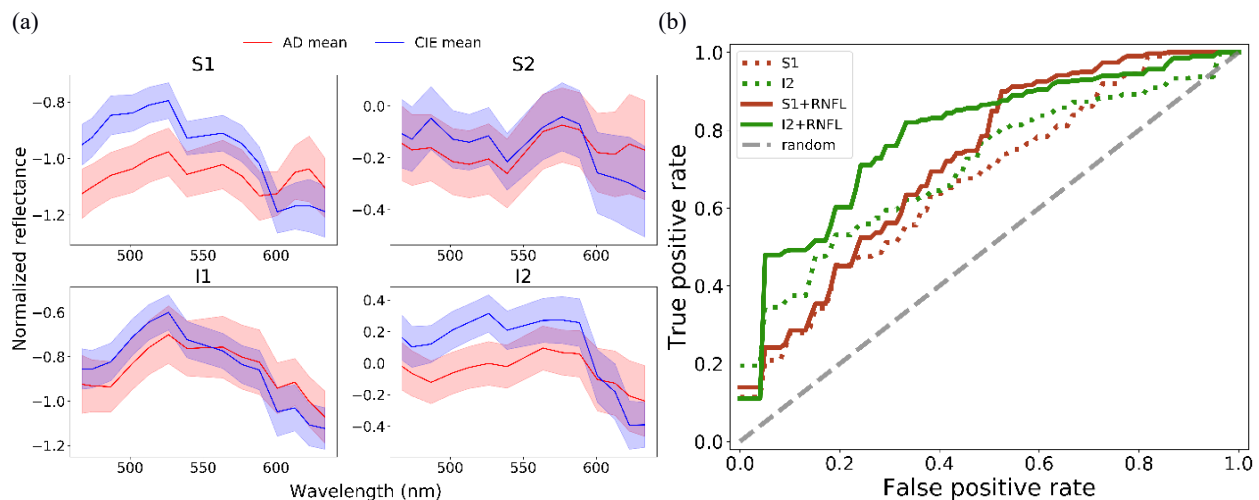 (a)
AD mean CIE mean
S1 S2
−0.8
−1.0
−1.2
0.0
−0.2
−0.4
500 550 600 500 550 600
I1 I2
−0.6
−0.8
−1.0
−1.2
0.4
0.2
0.0
−0.2
−0.4
500 550 600 500 550 600
Normalized reflectance
Wavelength (nm)
(b)
S1
I2
S1+RNFL
I2+RNFL
random
1.0
0.8
0.6
0.4
0.2
0.0
True positive rate
0.0 0.2 0.4 0.6 0.8 1.0
False positive rate